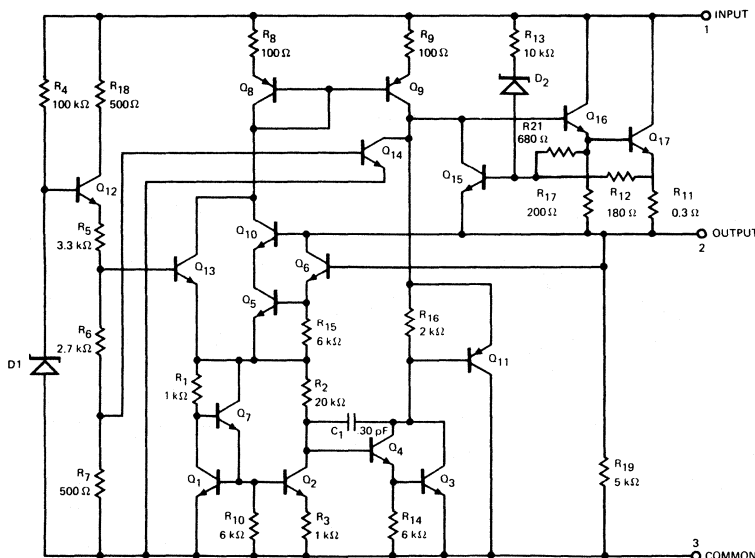 INPUT
1
R8
100 Ω
R9
100 Ω
R13
10 kΩ
R4
100 kΩ
R18
500Ω
D2
Q8
Q9
Q16
R21
680 Ω
Q17
Q14
Q12
Q15
R17
200 Ω
R12
180 Ω
R11
0.3 Ω
R5
3.3 kΩ
Q10
OUTPUT
2
Q13
Q6
Q5
R6
2.7 kΩ
R15
6 kΩ
R16
2 kΩ
Q11
D1
R1
1 kΩ
R2
20 kΩ
Q7
C1
30 pF
Q4
R7
500 Ω
Q1
Q2
Q3
R19
5 kΩ
R10
6 kΩ
R3
1 kΩ
R14
6 kΩ
3
COMMON